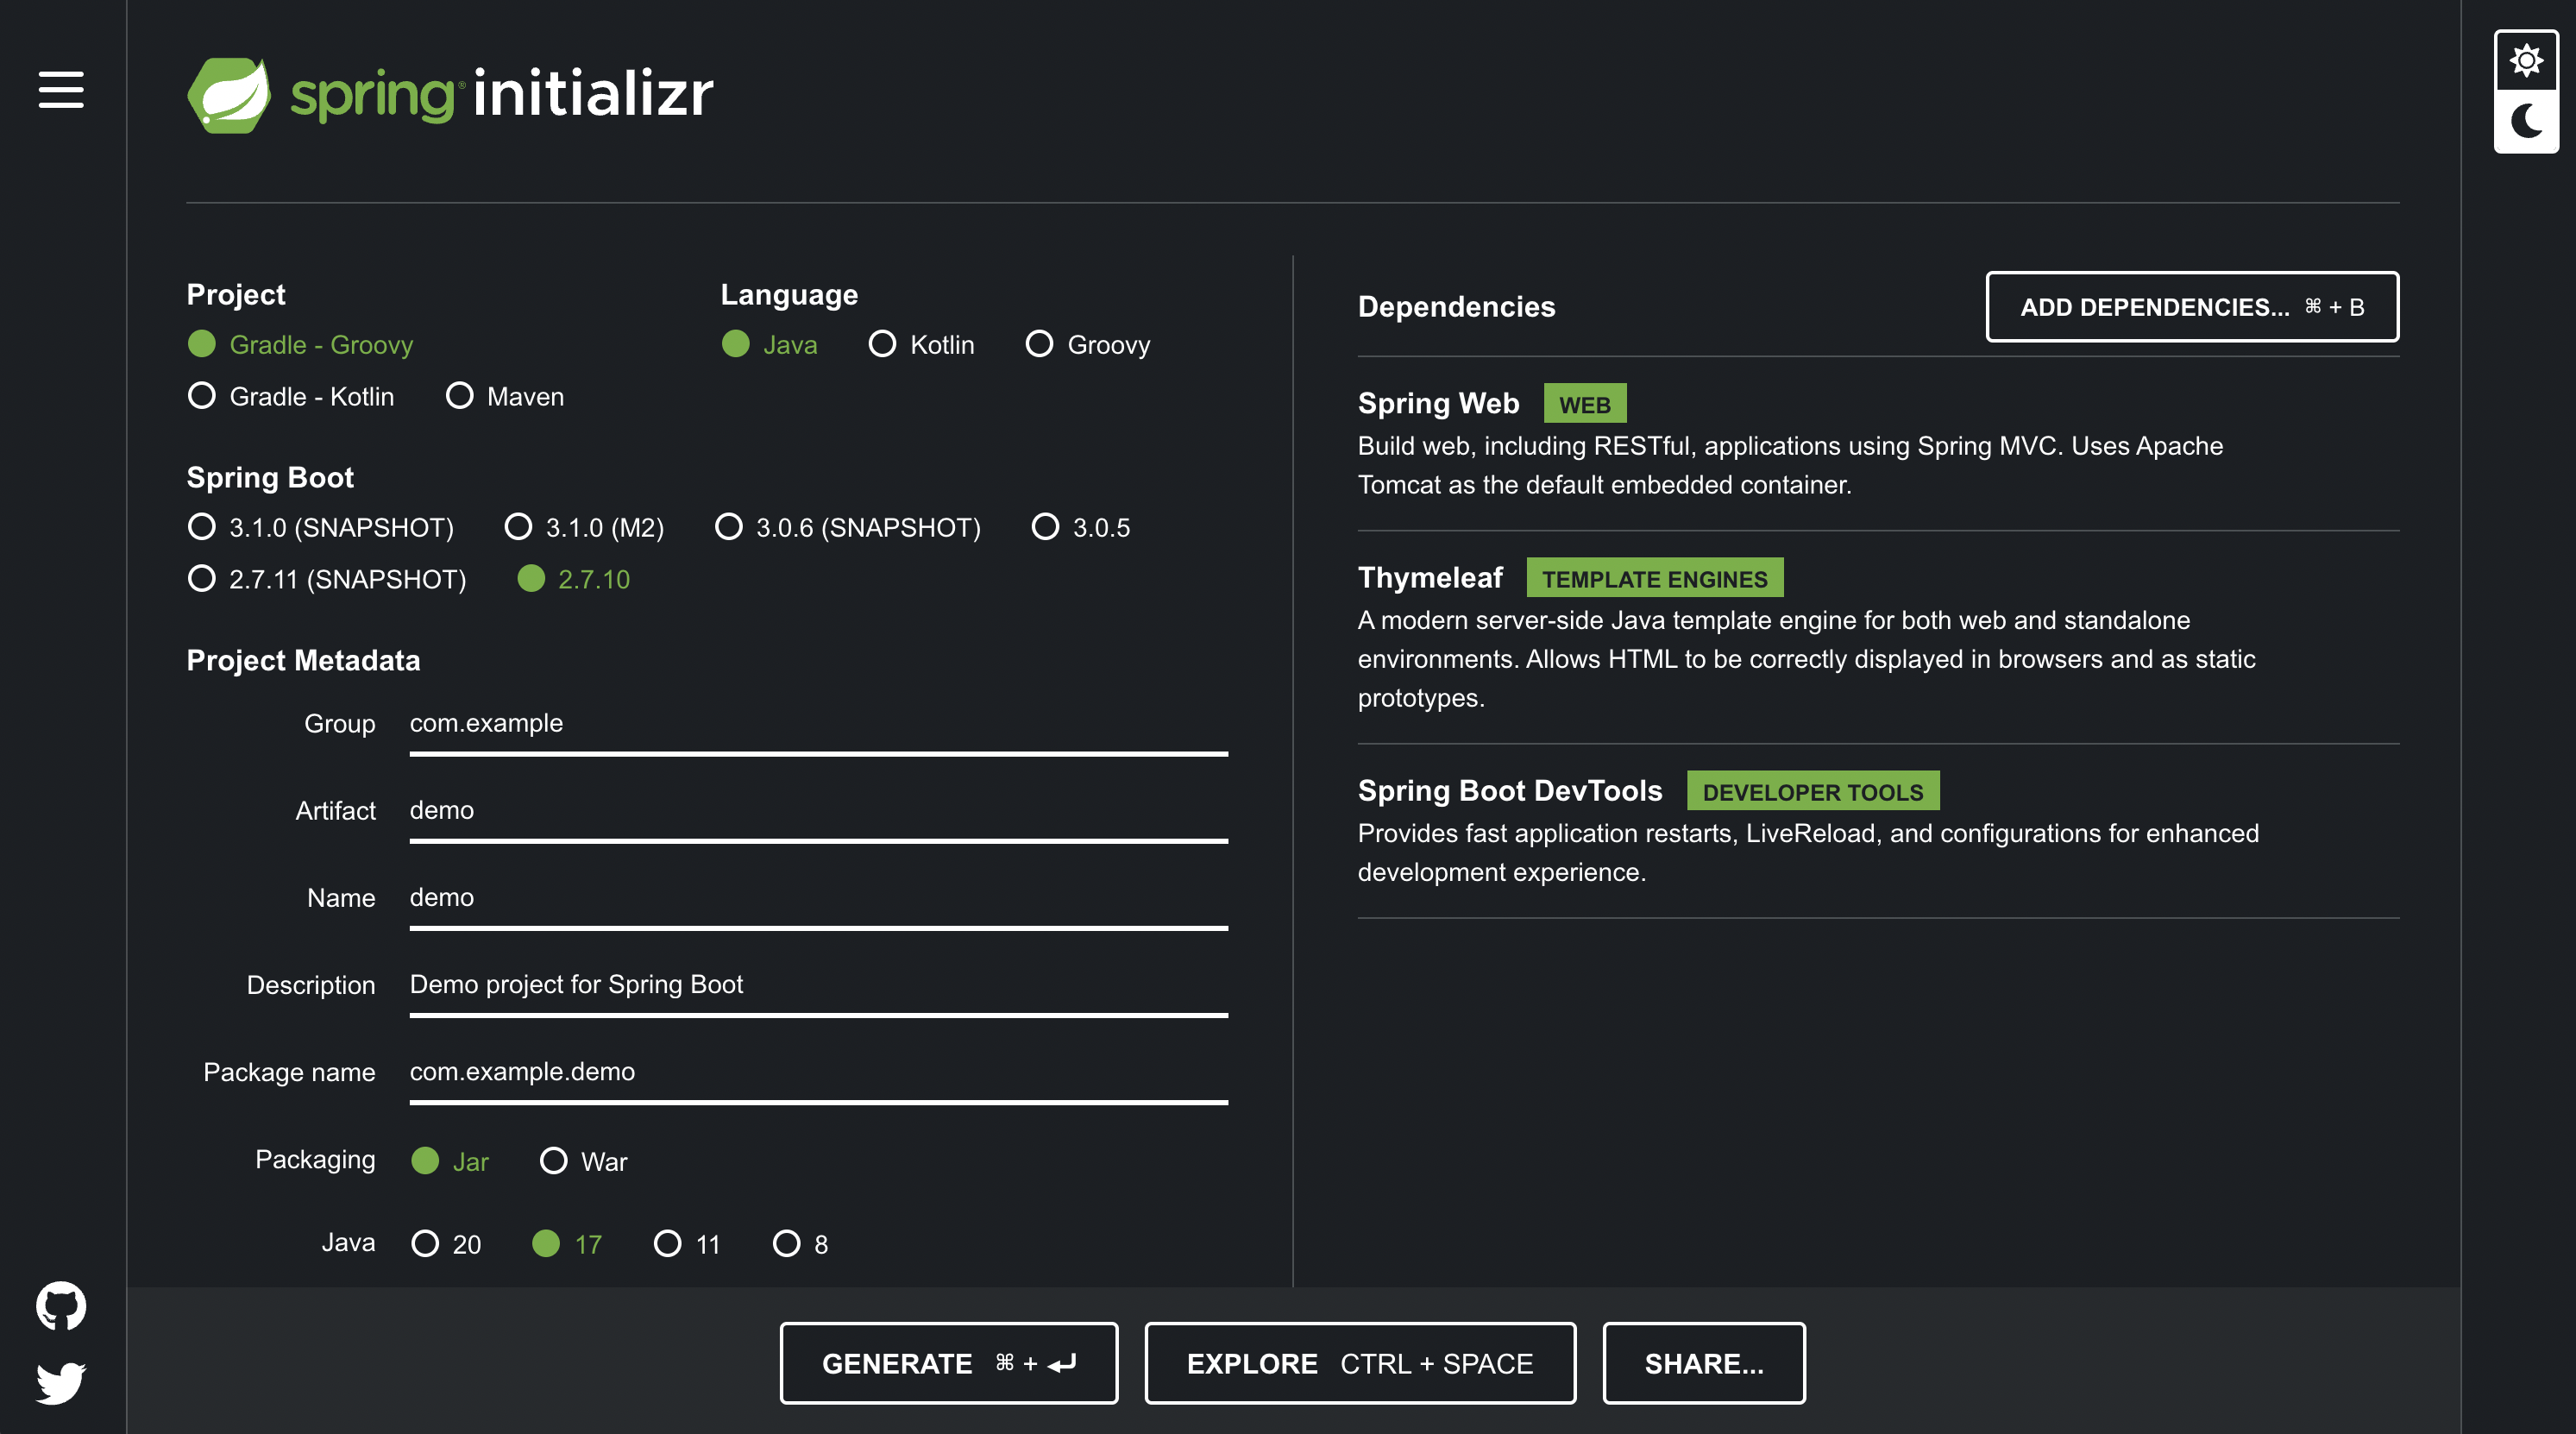 spring® initializr
Project
Gradle - Groovy
Gradle - Kotlin Maven
Language
Java Kotlin Groovy
Spring Boot
3.1.0 (SNAPSHOT) 3.1.0 (M2) 3.0.6 (SNAPSHOT) 3.0.5
2.7.11 (SNAPSHOT) 2.7.10
Project Metadata
Group com.example
Artifact demo
Name demo
Description Demo project for Spring Boot
Package name com.example.demo
Packaging Jar War
Java 20 17 11 8
Dependencies ADD DEPENDENCIES... ⌘ + B
Spring Web WEB
Build web, including RESTful, applications using Spring MVC. Uses Apache
Tomcat as the default embedded container.
Thymeleaf TEMPLATE ENGINES
A modern server-side Java template engine for both web and standalone
environments. Allows HTML to be correctly displayed in browsers and as static
prototypes.
Spring Boot DevTools DEVELOPER TOOLS
Provides fast application restarts, LiveReload, and configurations for enhanced
development experience.
GENERATE ⌘ + ↵ EXPLORE CTRL + SPACE SHARE...